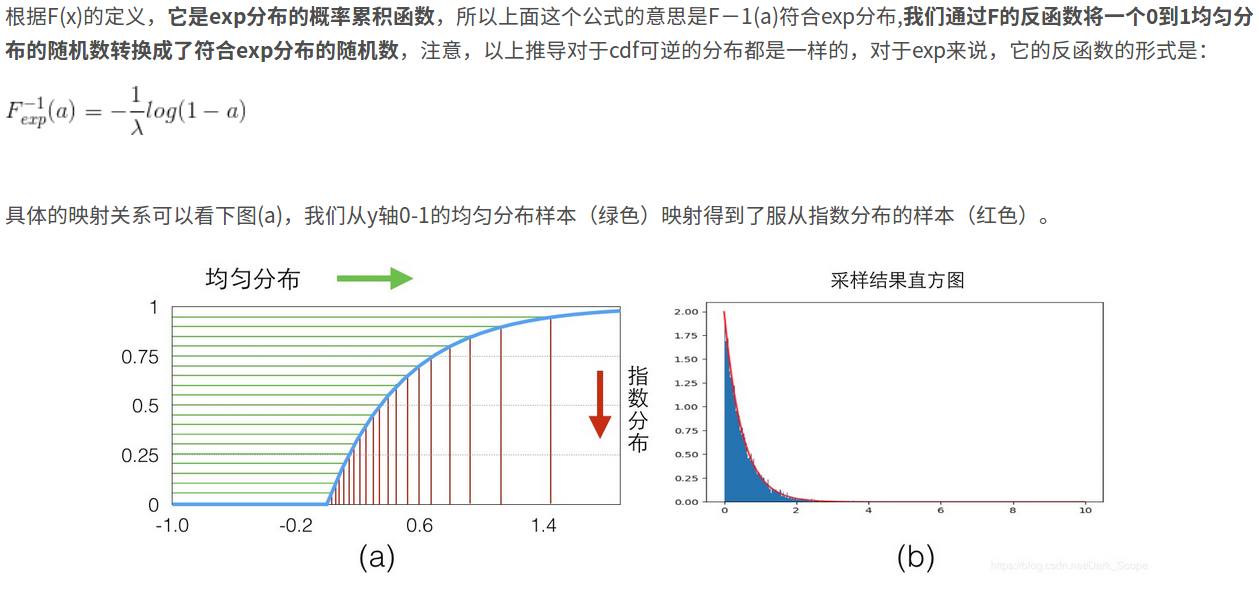 根据F(x)的定义，它是exp分布的概率累积函数，所以上面这个公式的意思是F－1(a)符合exp分布,我们通过F的反函数将一个0到1均匀分
布的随机数转换成了符合exp分布的随机数，注意，以上推导对于cdf可逆的分布都是一样的，对于exp来说，它的反函数的形式是：
F_{exp}^{-1}(a) = -\frac{1}{λ}log(1 - a)
具体的映射关系可以看下图(a)，我们从y轴0-1的均匀分布样本（绿色）映射得到了服从指数分布的样本（红色）。
均匀分布
1
0.75
0.5
0.25
0
-1.0 -0.2 0.6 1.4
指数分布
(a)
采样结果直方图
2.00
1.75
1.50
1.25
1.00
0.75
0.50
0.25
0.00
0 2 4 6 8 10
(b)
https://blog.csdn.net/Dark_Scope